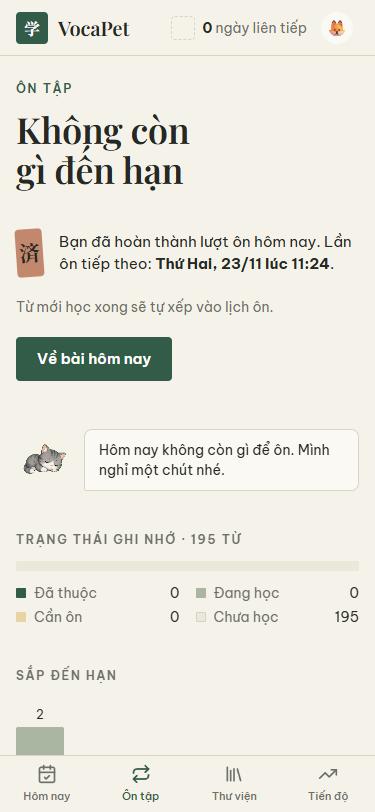 学 VocaPet
0 ngày liên tiếp
ÔN TẬP
Không còn
gì đến hạn
済
Bạn đã hoàn thành lượt ôn hôm nay. Lần
ôn tiếp theo: Thứ Hai, 23/11 lúc 11:24.
Từ mới học xong sẽ tự xếp vào lịch ôn.
Về bài hôm nay
Hôm nay không còn gì để ôn. Mình
nghỉ một chút nhé.
TRẠNG THÁI GHI NHỚ · 195 TỪ
Đã thuộc 0
Đang học 0
Cần ôn 0
Chưa học 195
SẮP ĐẾN HẠN
2
Hôm nay
Ôn tập
Thư viện
Tiến độ